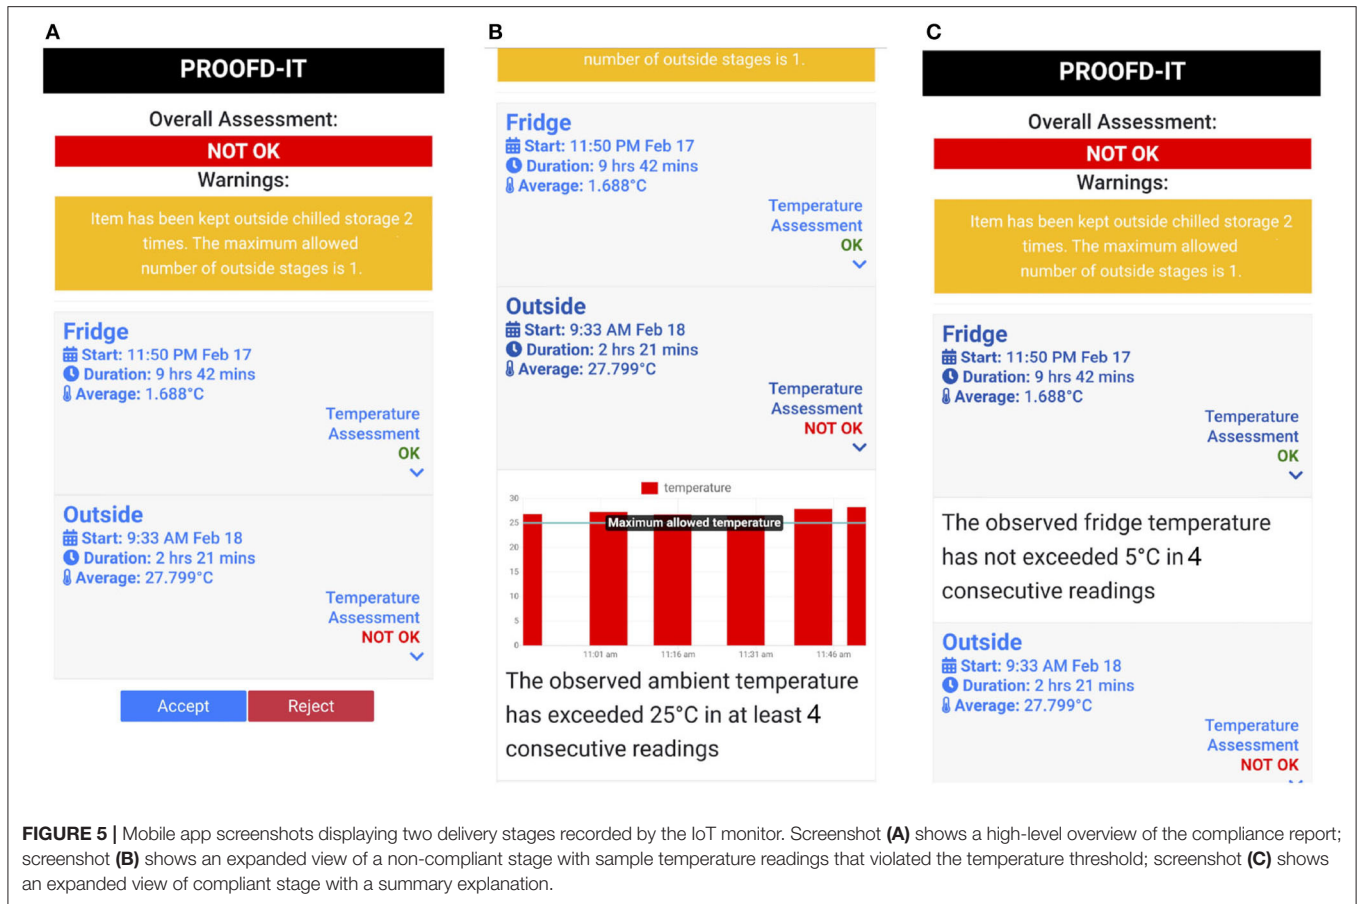 A
PROOFD-IT
Overall Assessment:
NOT OK
Warnings:
Item has been kept outside chilled storage 2
times. The maximum allowed
number of outside stages is 1.
Fridge
Start: 11:50 PM Feb 17
Duration: 9 hrs 42 mins
Average: 1.688°C
Temperature
Assessment
OK
Outside
Start: 9:33 AM Feb 18
Duration: 2 hrs 21 mins
Average: 27.799°C
Temperature
Assessment
NOT OK
Accept Reject
B
number of outside stages is 1.
Fridge
Start: 11:50 PM Feb 17
Duration: 9 hrs 42 mins
Average: 1.688°C
Temperature
Assessment
OK
Outside
Start: 9:33 AM Feb 18
Duration: 2 hrs 21 mins
Average: 27.799°C
Temperature
Assessment
NOT OK
temperature
30
Maximum allowed temperature
25
20
15
10
5
0
11:01 am 11:16 am 11:31 am 11:46 am
The observed ambient temperature
has exceeded 25°C in at least 4
consecutive readings
C
PROOFD-IT
Overall Assessment:
NOT OK
Warnings:
Item has been kept outside chilled storage 2
times. The maximum allowed
number of outside stages is 1.
Fridge
Start: 11:50 PM Feb 17
Duration: 9 hrs 42 mins
Average: 1.688°C
Temperature
Assessment
OK
The observed fridge temperature
has not exceeded 5°C in 4
consecutive readings
Outside
Start: 9:33 AM Feb 18
Duration: 2 hrs 21 mins
Average: 27.799°C
Temperature
Assessment
NOT OK
FIGURE 5 | Mobile app screenshots displaying two delivery stages recorded by the IoT monitor. Screenshot (A) shows a high-level overview of the compliance report;
screenshot (B) shows an expanded view of a non-compliant stage with sample temperature readings that violated the temperature threshold; screenshot (C) shows
an expanded view of compliant stage with a summary explanation.